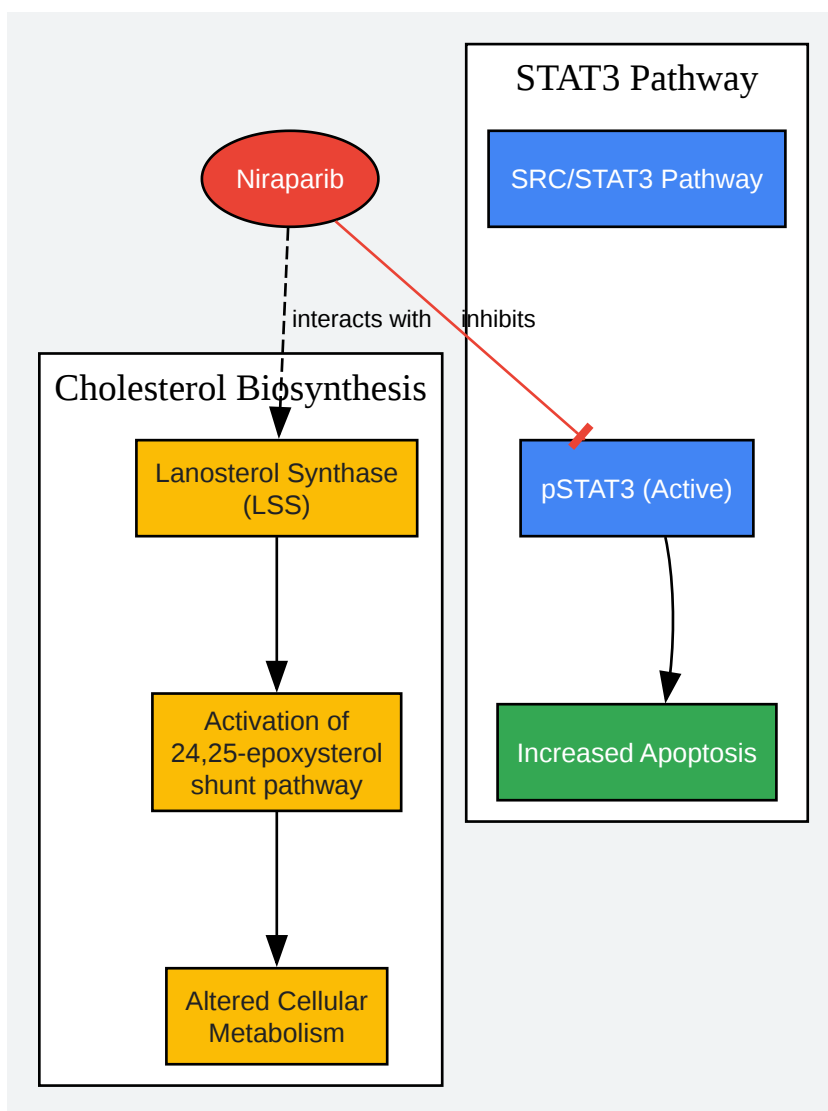 STAT3 Pathway
Niraparib
SRC/STAT3 Pathway
interacts with
inhibits
Cholesterol Biosynthesis
Lanosterol Synthase
(LSS)
pSTAT3 (Active)
Activation of
24,25-epoxysterol
shunt pathway
Increased Apoptosis
Altered Cellular
Metabolism